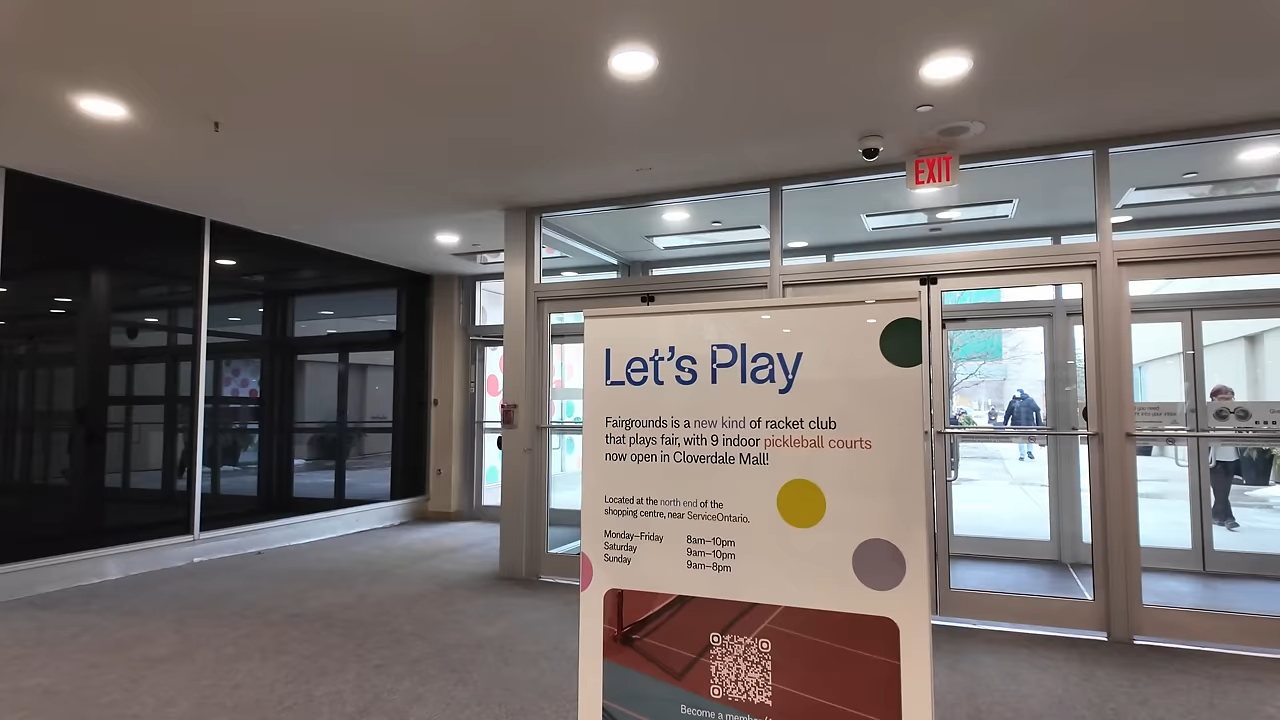 EXIT
Let's Play
Fairgrounds is a new kind of racket club
that plays fair, with 9 indoor pickleball courts
now open in Cloverdale Mall!
Located at the north end of the
shopping centre, near ServiceOntario.
Monday–Friday 8am–10pm
Saturday 9am–10pm
Sunday 9am–8pm
Become a member